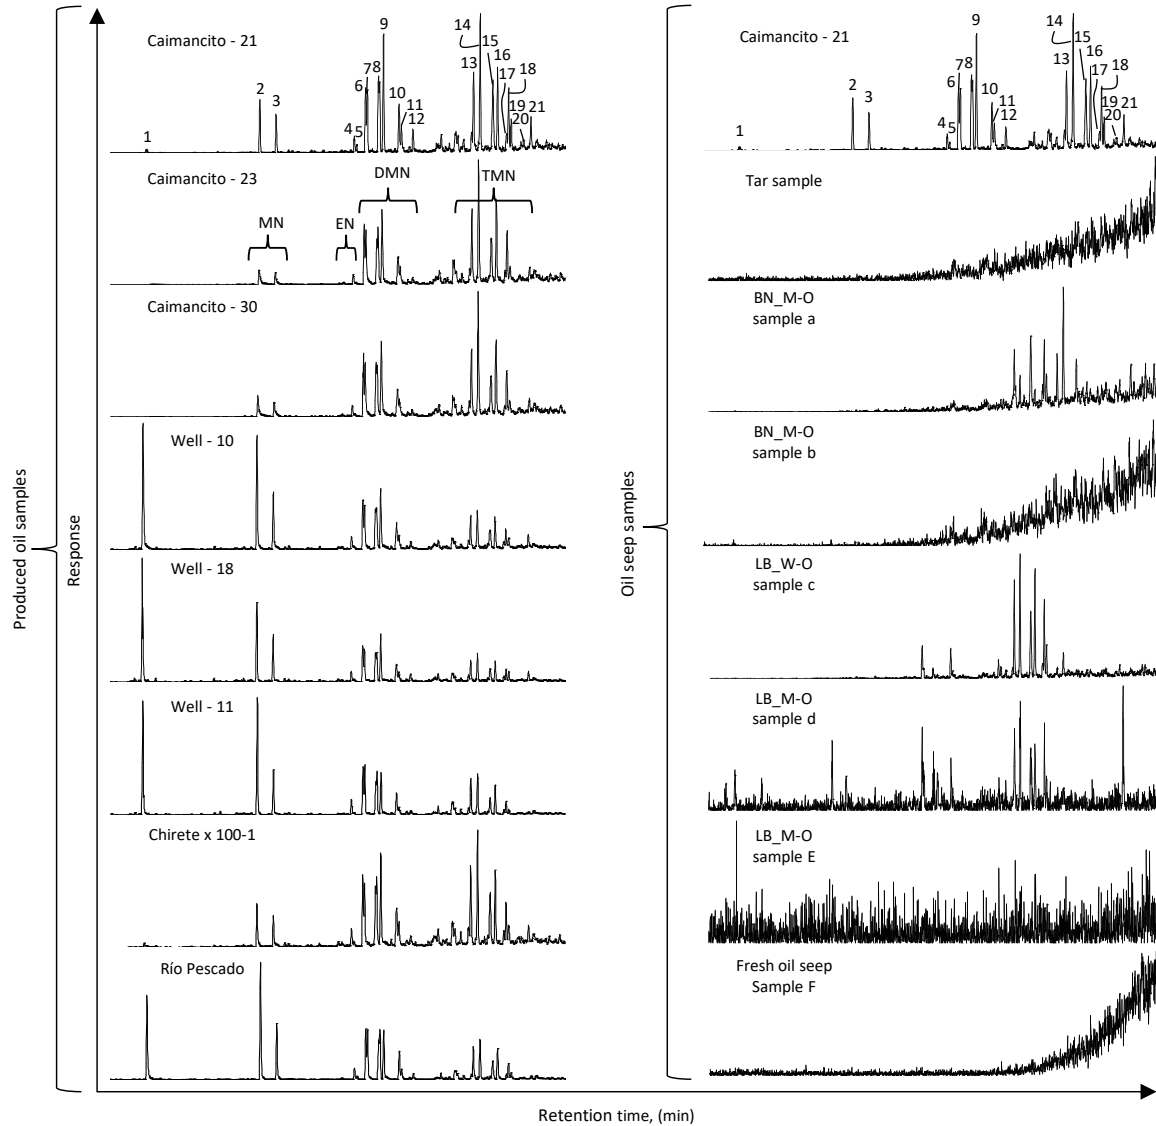 Caimancito - 21
1
2
3
4
5
6
7
8
9
10
11
12
13
14
15
16
17
18
19
20
21
Caimancito - 23
MN
EN
DMN
TMN
Caimancito - 30
Well - 10
Well - 18
Well - 11
Chirete x 100-1
Río Pescado
Produced oil samples
Response
Caimancito - 21
1
2
3
4
5
6
7
8
9
10
11
12
13
14
15
16
17
18
19
20
21
Tar sample
BN_M-O
sample a
BN_M-O
sample b
LB_W-O
sample c
LB_M-O
sample d
LB_M-O
sample E
Fresh oil seep
Sample F
Oil seep samples
Retention time, (min)